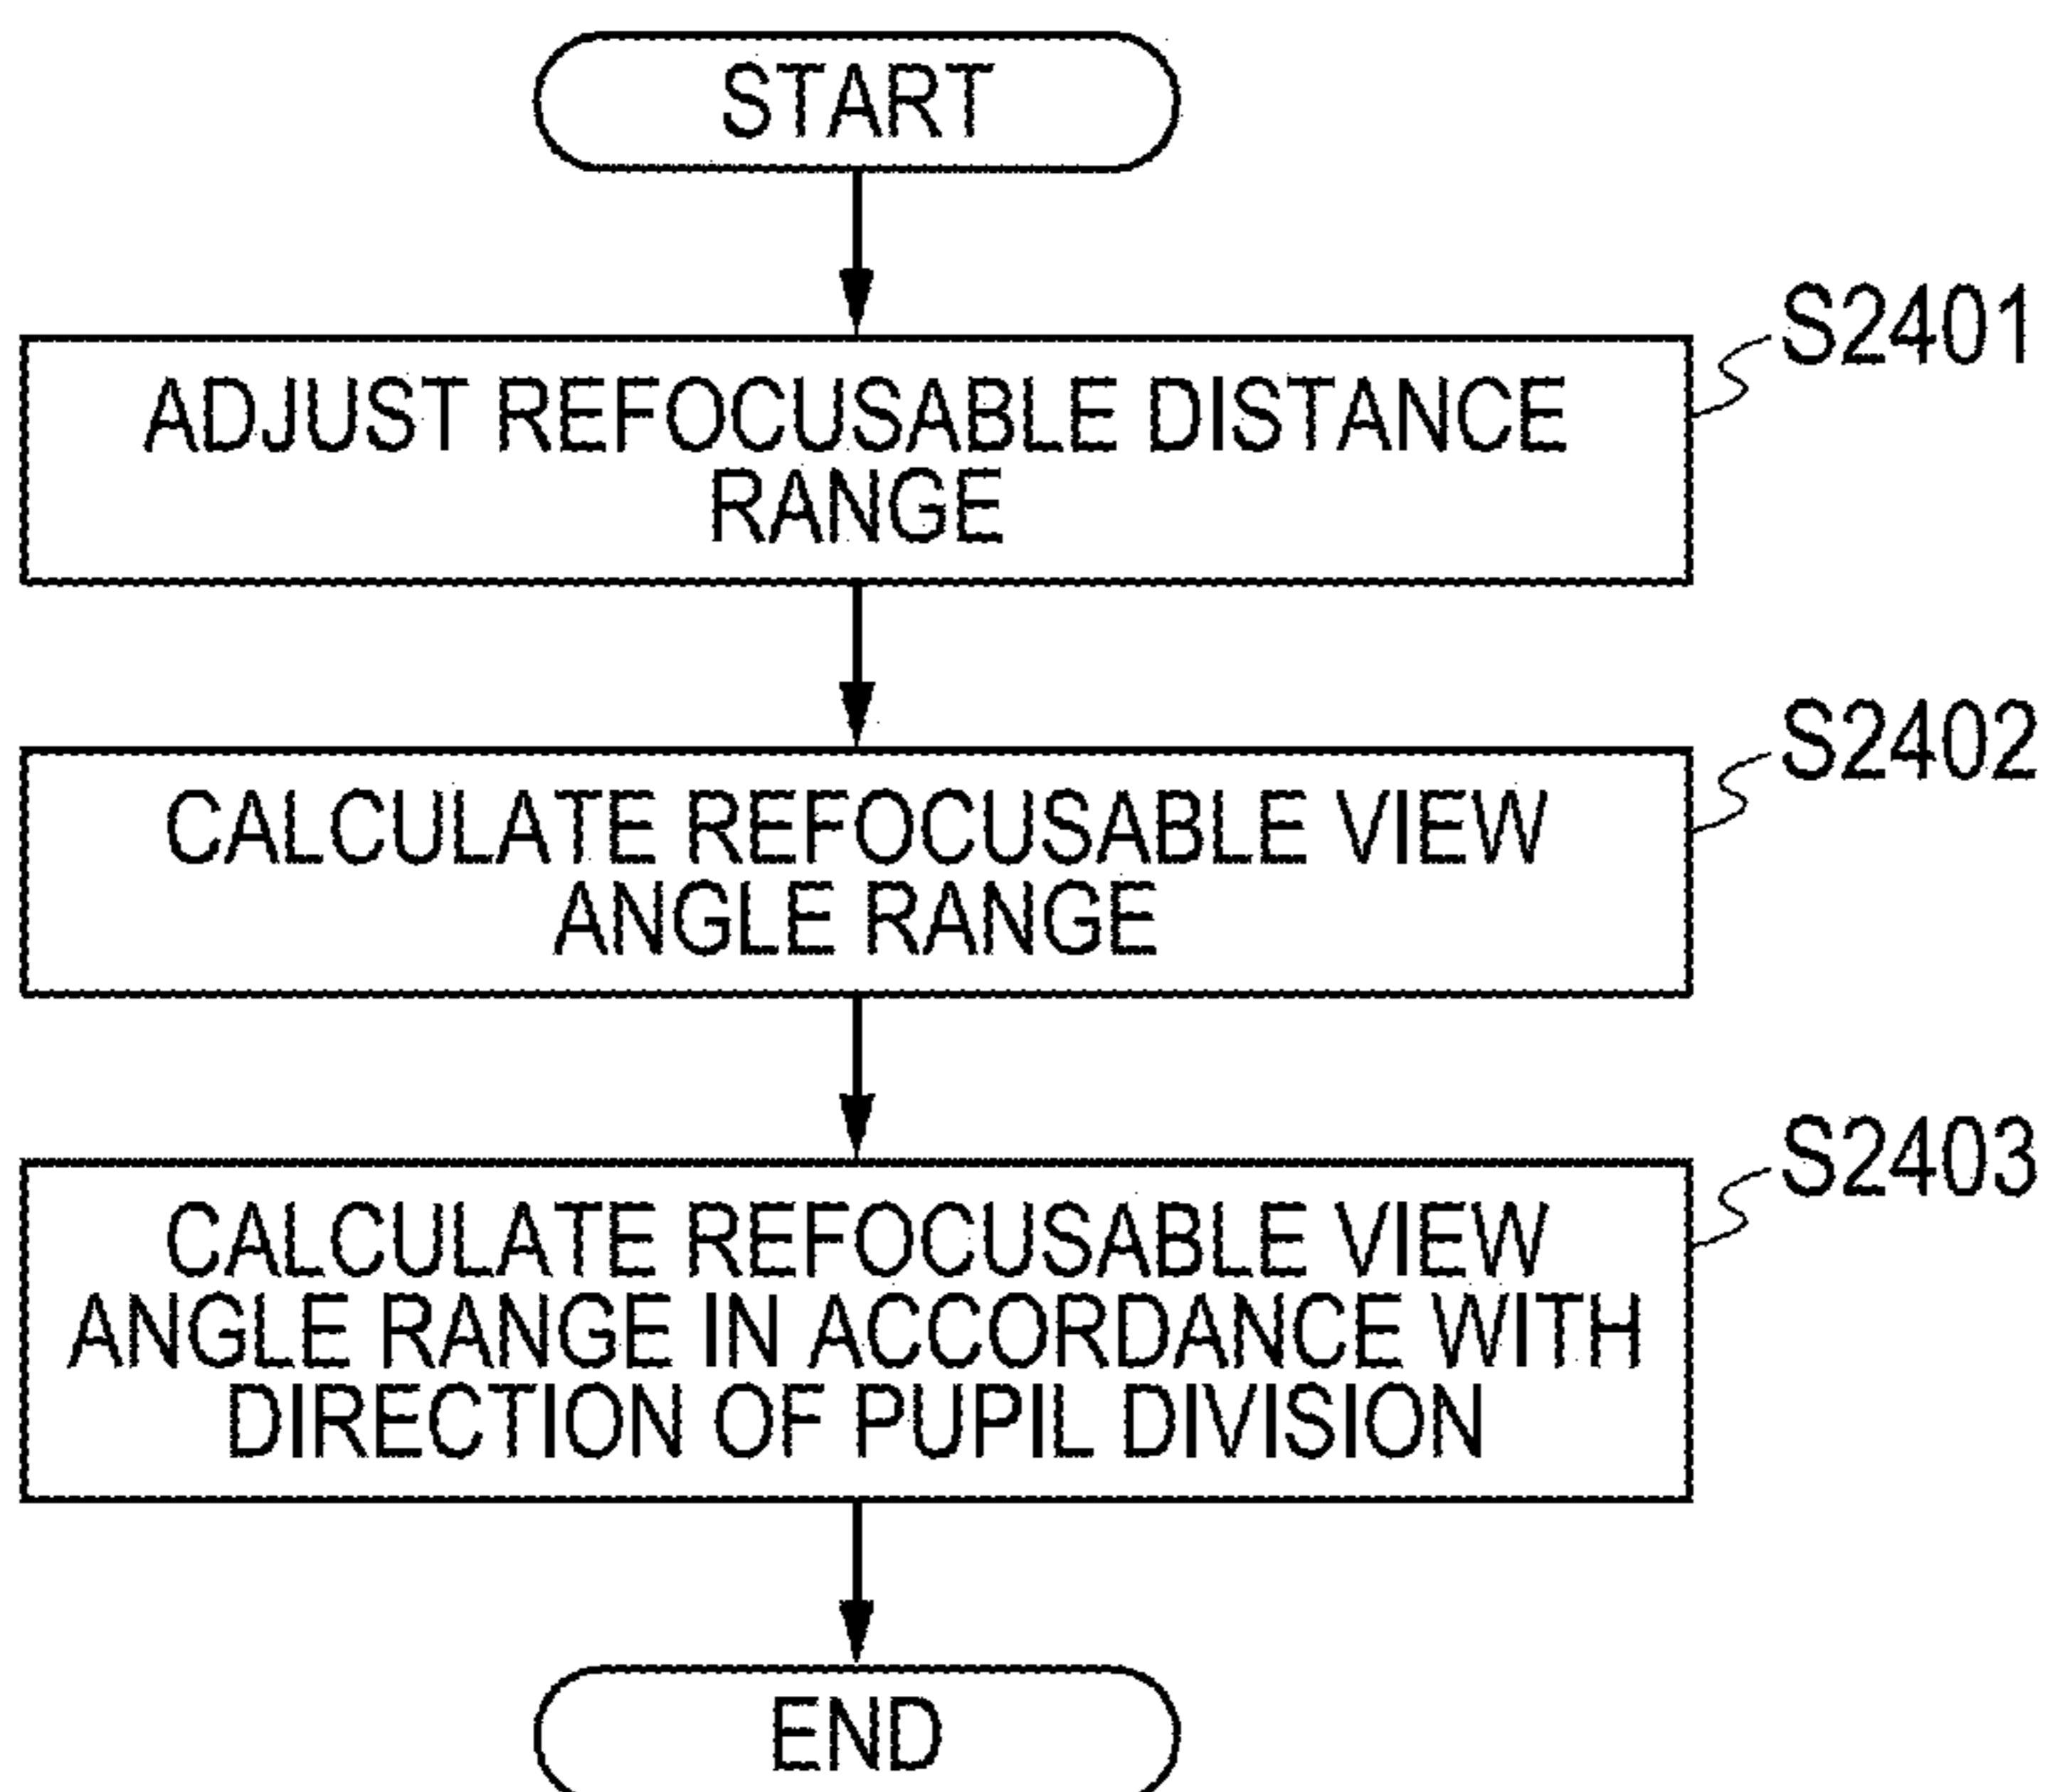 START
S2401
ADJUST REFOCUSABLE DISTANCE
RANGE
S2402
CALCULATE REFOCUSABLE VIEW
ANGLE RANGE
S2403
CALCULATE REFOCUSABLE VIEW
ANGLE RANGE IN ACCORDANCE WITH
DIRECTION OF PUPIL DIVISION
END